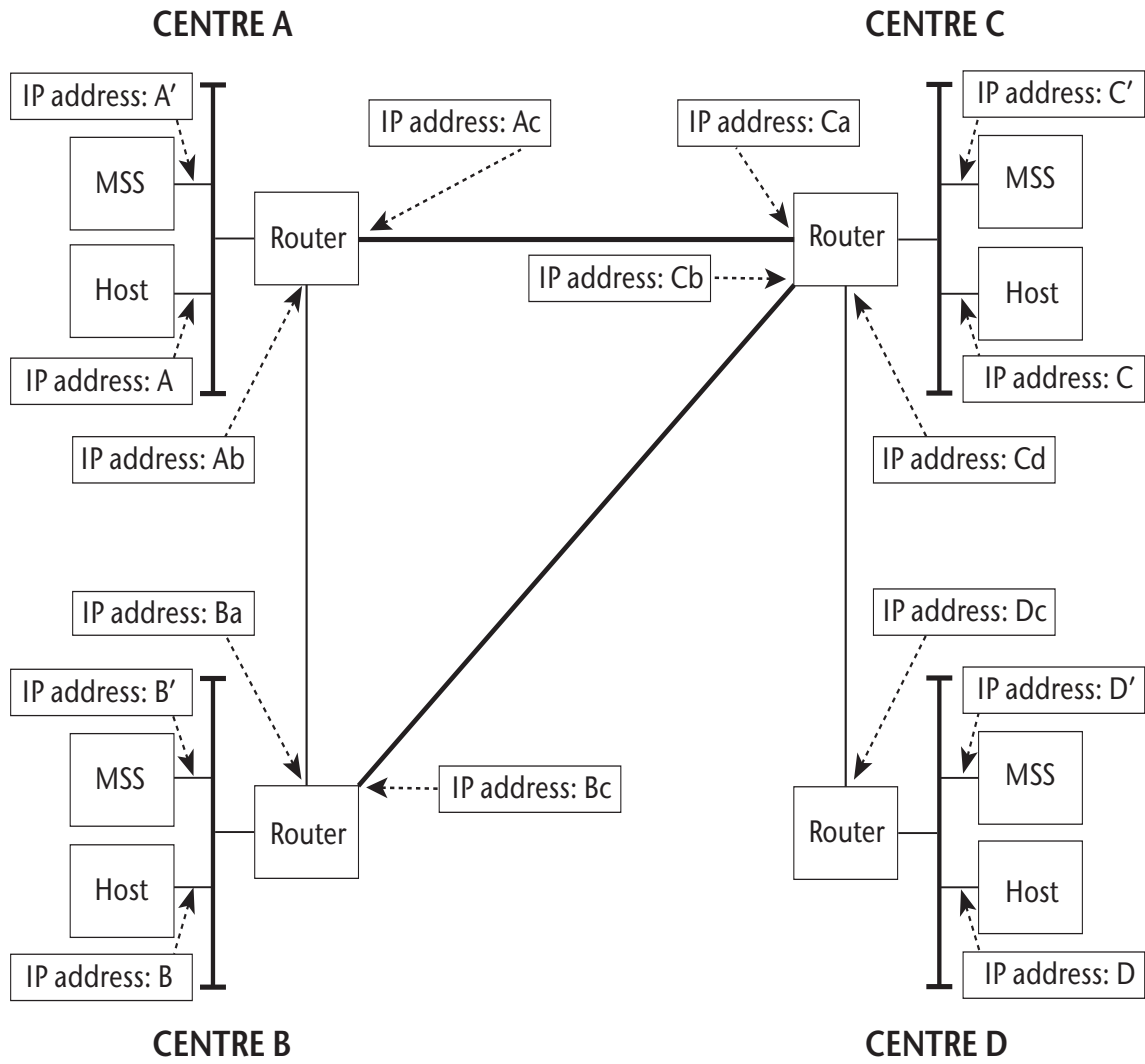 CENTRE A
CENTRE C
IP address: A′
IP address: C′
IP address: Ac
IP address: Ca
MSS
MSS
Router
Router
IP address: Cb
Host
Host
IP address: A
IP address: C
IP address: Ab
IP address: Cd
IP address: Ba
IP address: Dc
IP address: B′
IP address: D′
MSS
MSS
IP address: Bc
Router
Router
Host
Host
IP address: B
IP address: D
CENTRE B
CENTRE D